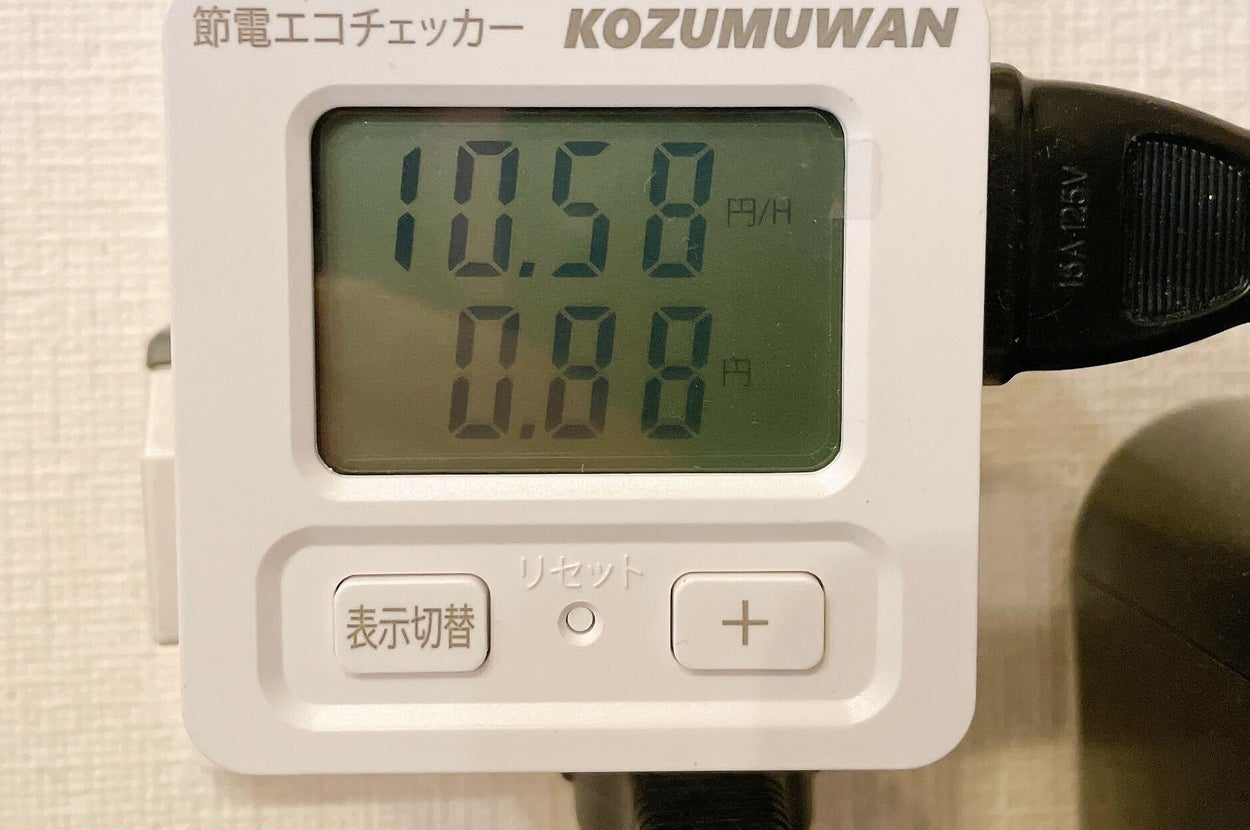 節電エコチェッカー KOZUMUWAN
10.58 円/H
0.88 円
リセット
表示切替
+
15A-125V